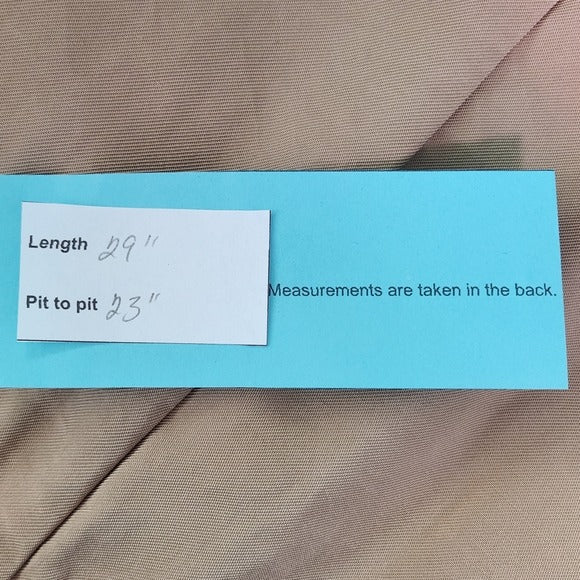 Length 29"
Pit to pit 23"
Measurements are taken in the back.